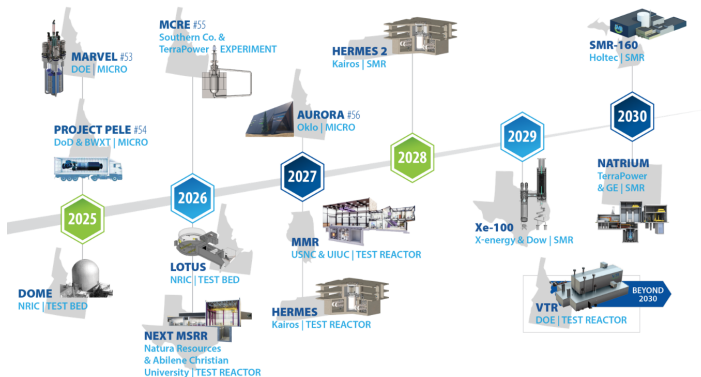 MARVEL #53
DOE | MICRO
PROJECT PELE #54
DoD & BWXT | MICRO
2025
DOME
NRIC | TEST BED
MCRE #55
Southern Co. &
TerraPower | EXPERIMENT
2026
LOTUS
NRIC | TEST BED
NEXT MSRR
Natura Resources
& Abilene Christian
University | TEST REACTOR
AURORA #56
Oklo | MICRO
2027
MMR
USNC & UIUC | TEST REACTOR
HERMES
Kairos | TEST REACTOR
HERMES 2
Kairos | SMR
2028
2029
Xe-100
X-energy & Dow | SMR
SMR-160
Holtec | SMR
2030
NATRIUM
TerraPower
& GE | SMR
BEYOND
2030
VTR
DOE | TEST REACTOR